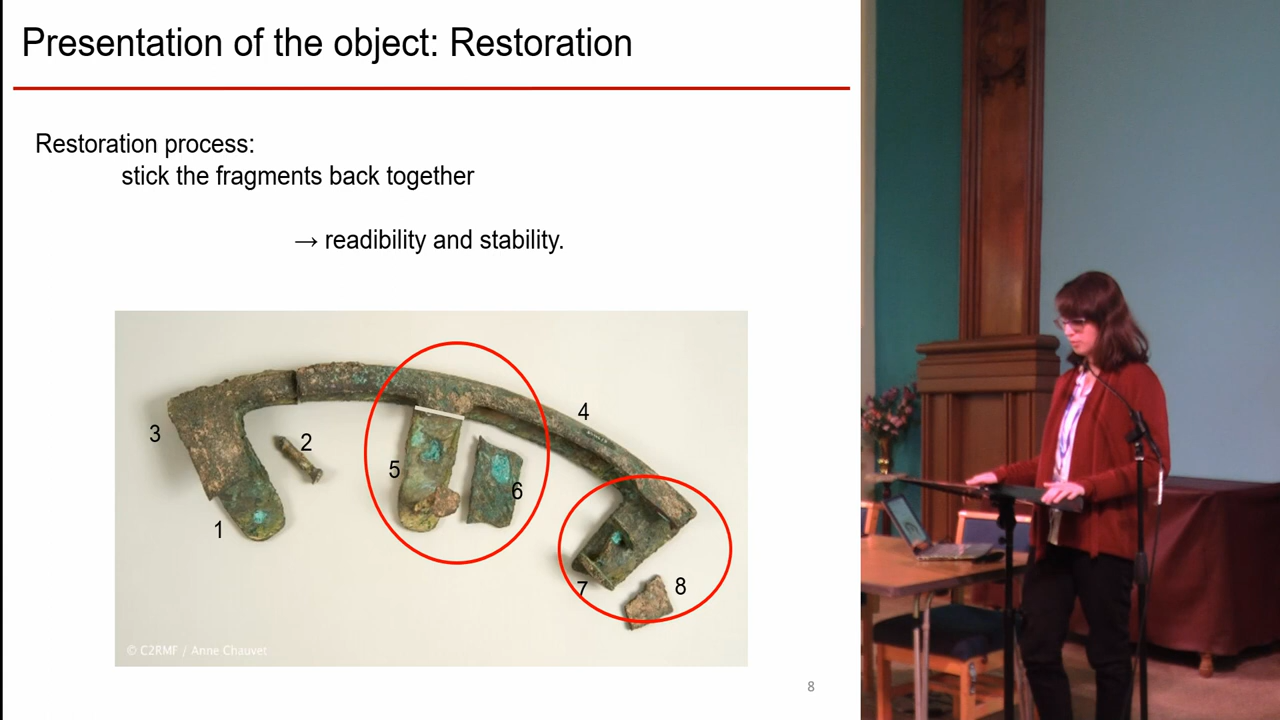 Presentation of the object: Restoration
Restoration process:
stick the fragments back together
→ readibility and stability.
4
3
2
5
6
1
7
8
© C2RMF / Anne Chauvet
8